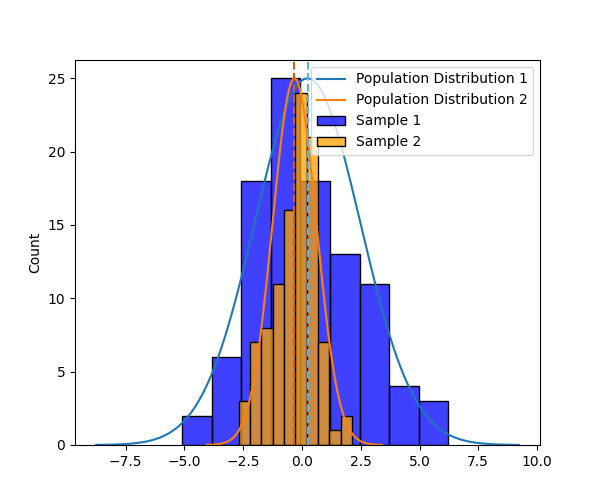 25
20
15
10
5
0
Count
Population Distribution 1
Population Distribution 2
Sample 1
Sample 2
−7.5 −5.0 −2.5 0.0 2.5 5.0 7.5 10.0